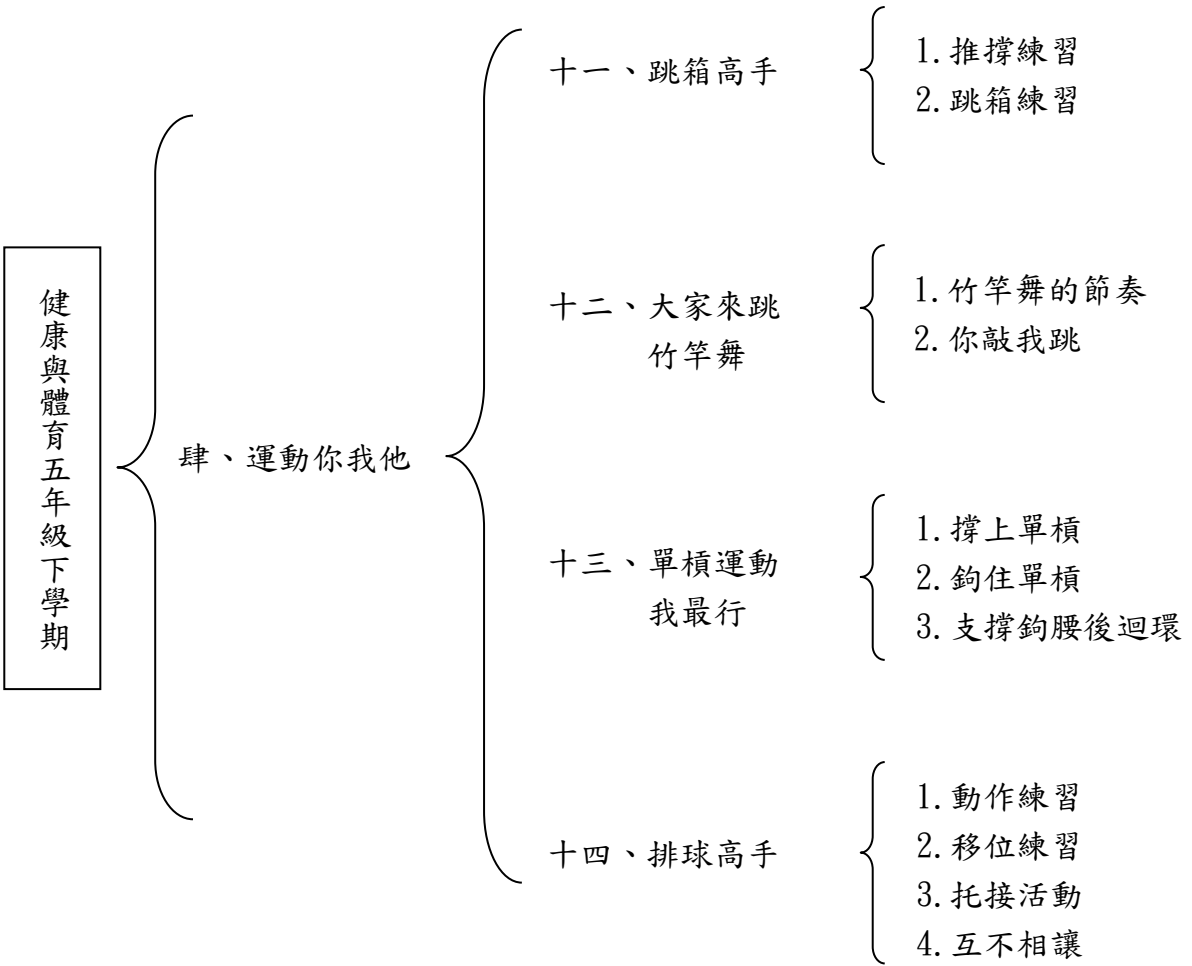 健康與體育五年級下學期
肆、運動你我他
十一、跳箱高手
1.推撐練習
2.跳箱練習
十二、大家來跳
竹竿舞
1.竹竿舞的節奏
2.你敲我跳
十三、單槓運動
我最行
1.撐上單槓
2.鉤住單槓
3.支撐鉤腰後迴環
十四、排球高手
1.動作練習
2.移位練習
3.托接活動
4.互不相讓